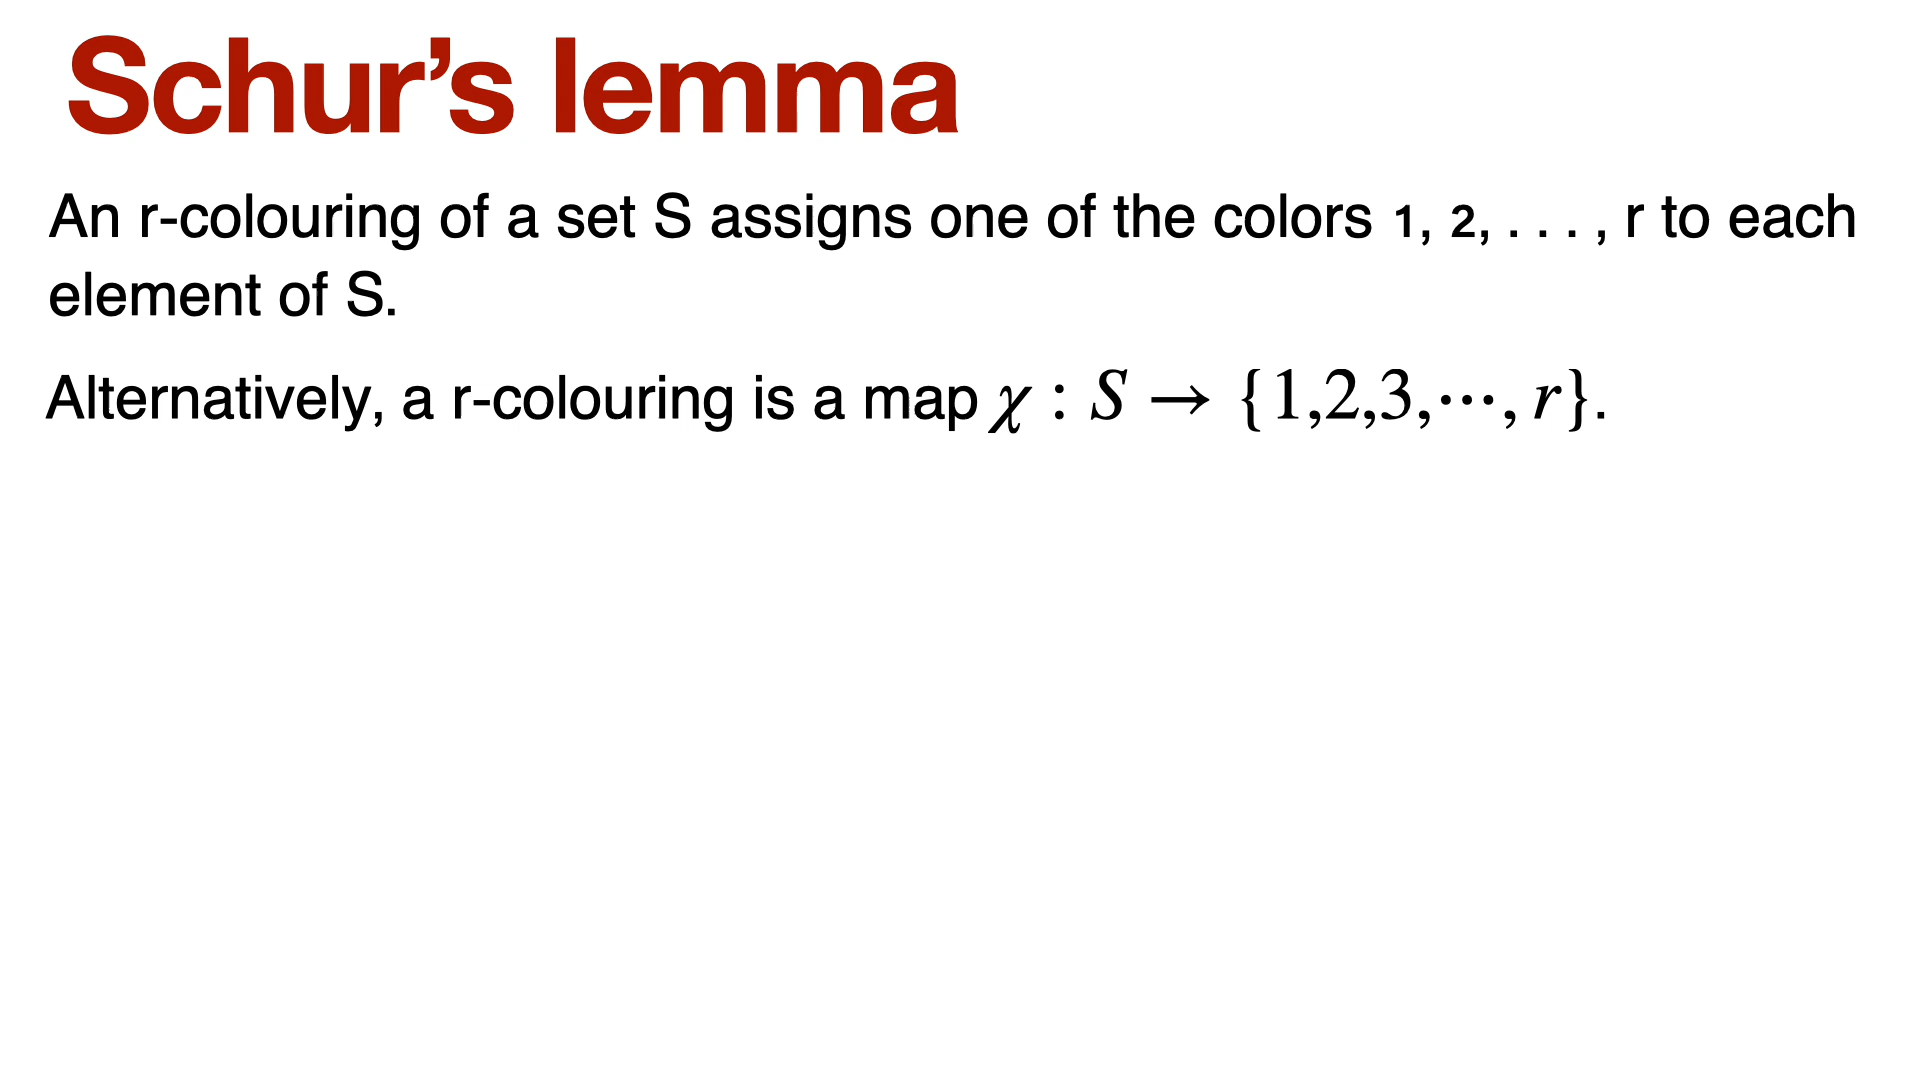 Schur’s lemma
An r-colouring of a set S assigns one of the colors 1, 2, . . . , r to each
element of S.
Alternatively, a r-colouring is a map χ : S → {1,2,3,⋯, r}.